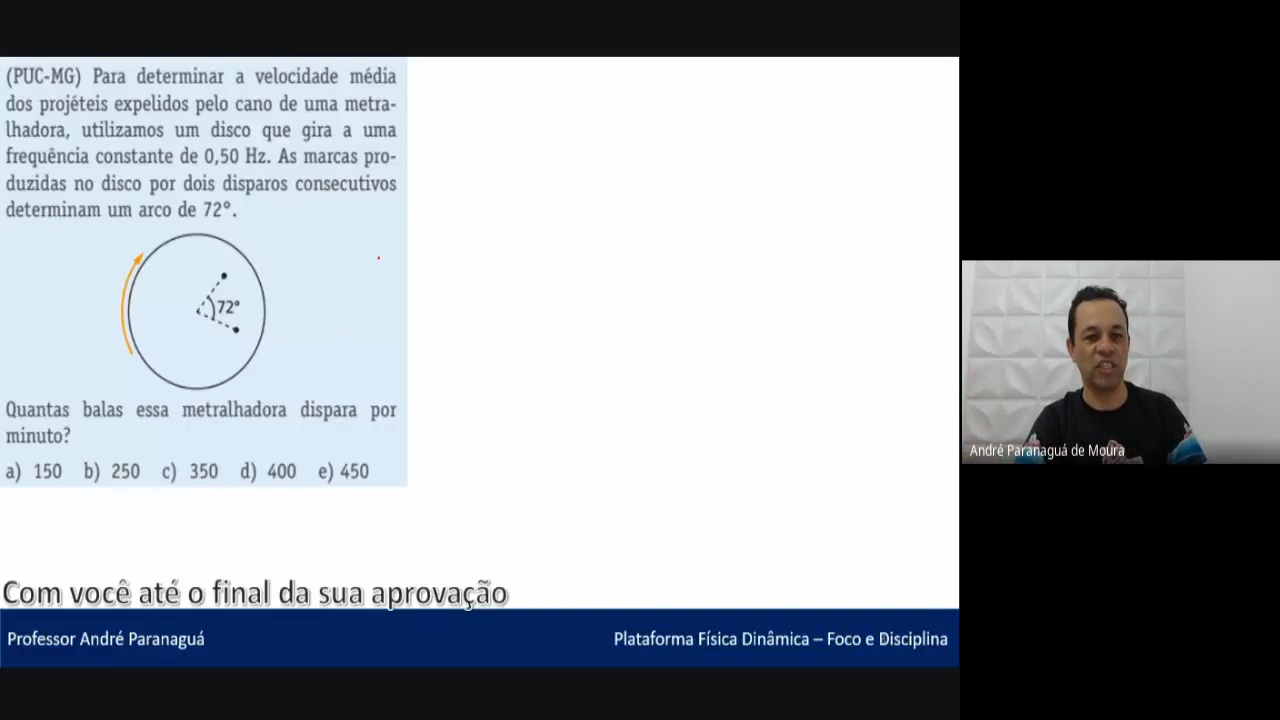 (PUC-MG) Para determinar a velocidade média
dos projéteis expelidos pelo cano de uma metra-
lhadora, utilizamos um disco que gira a uma
frequência constante de 0,50 Hz. As marcas pro-
duzidas no disco por dois disparos consecutivos
determinam um arco de 72°.
72°
Quantas balas essa metralhadora dispara por
minuto?
a) 150 b) 250 c) 350 d) 400 e) 450
André Paranaguá de Moura
Com você até o final da sua aprovação
Professor André Paranaguá
Plataforma Física Dinâmica – Foco e Disciplina